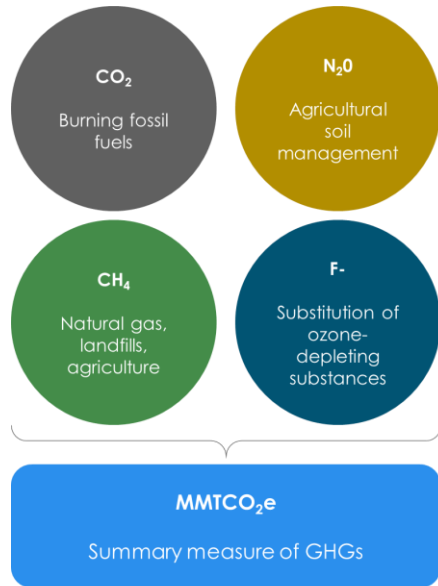 CO₂
Burning fossil
fuels
N₂0
Agricultural
soil
management
CH₄
Natural gas,
landfills,
agriculture
F-
Substitution of
ozone-
depleting
substances
MMTCO₂e
Summary measure of GHGs